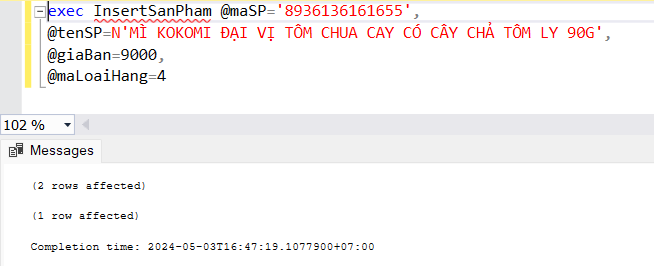 exec InsertSanPham @maSP='8936136161655',
@tenSP=N'MÌ KOKOMI ĐẠI VỊ TÔM CHUA CAY CÓ CÂY CHẢ TÔM LY 90G',
@giaBan=9000,
@maLoaiHang=4
102 %
Messages
(2 rows affected)
(1 row affected)
Completion time: 2024-05-03T16:47:19.1077900+07:00